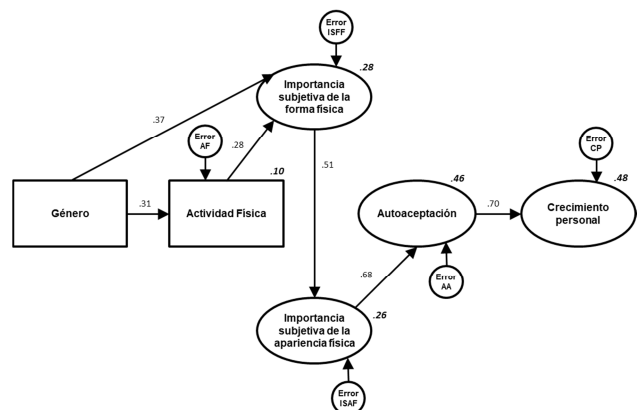 Error
ISFF
.28
Importancia
subjetiva de la
forma física
.37
Error
AF
.28
.10
.51
Género
.31
Actividad Física
Error
CP
.46
.48
Autoaceptación
.70
Crecimiento
personal
.68
Error
AA
.26
Importancia
subjetiva de la
apariencia física
Error
ISAF